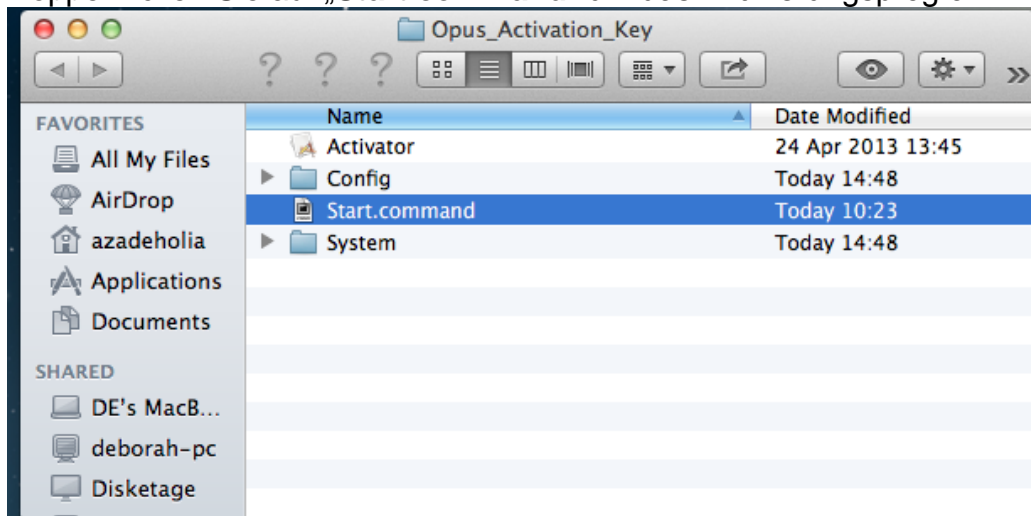 Opus_Activation_Key
FAVORITES
All My Files
AirDrop
azadeholia
Applications
Documents
SHARED
DE's MacB...
deborah-pc
Disketage
Name Date Modified
Activator 24 Apr 2013 13:45
Config Today 14:48
Start.command Today 10:23
System Today 14:48